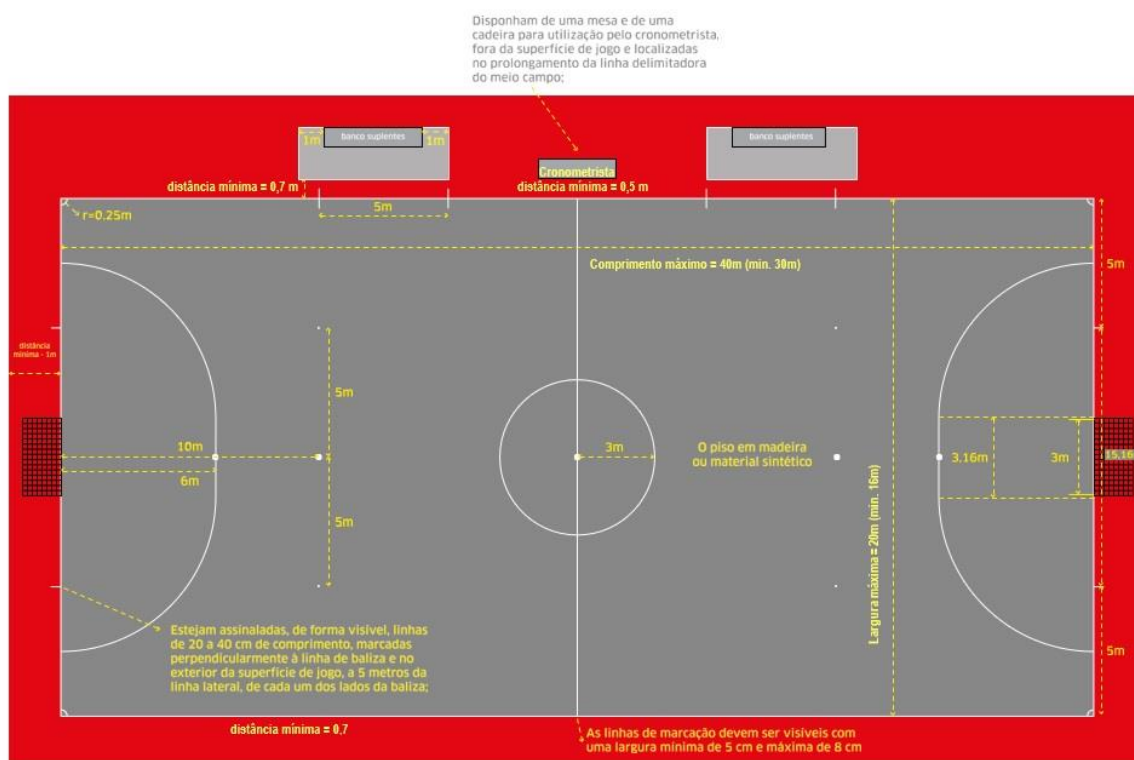 Disponham de uma mesa e de uma
cadeira para utilização pelo cronometrista,
fora da superfície de jogo e localizadas
no prolongamento da linha delimitadora
do meio campo;
banco suplentes
1m
1m
banco suplentes
Cronometrista
distância mínima = 0,7 m
distância mínima = 0,5 m
r=0.25m
5m
Comprimento máximo = 40m (min. 30m)
5m
distância
mínima - 1m
5m
10m
6m
3m
O piso em madeira
ou material sintético
3.16m
3m
15.16
5m
Largura máxima = 20m (min. 16m)
Estejam assinaladas, de forma visível, linhas
de 20 a 40 cm de comprimento, marcadas
perpendicularmente à linha de baliza e no
exterior da superfície de jogo, a 5 metros da
linha lateral, de cada um dos lados da baliza;
5m
distância mínima = 0,7
As linhas de marcação devem ser visíveis com
uma largura mínima de 5 cm e máxima de 8 cm